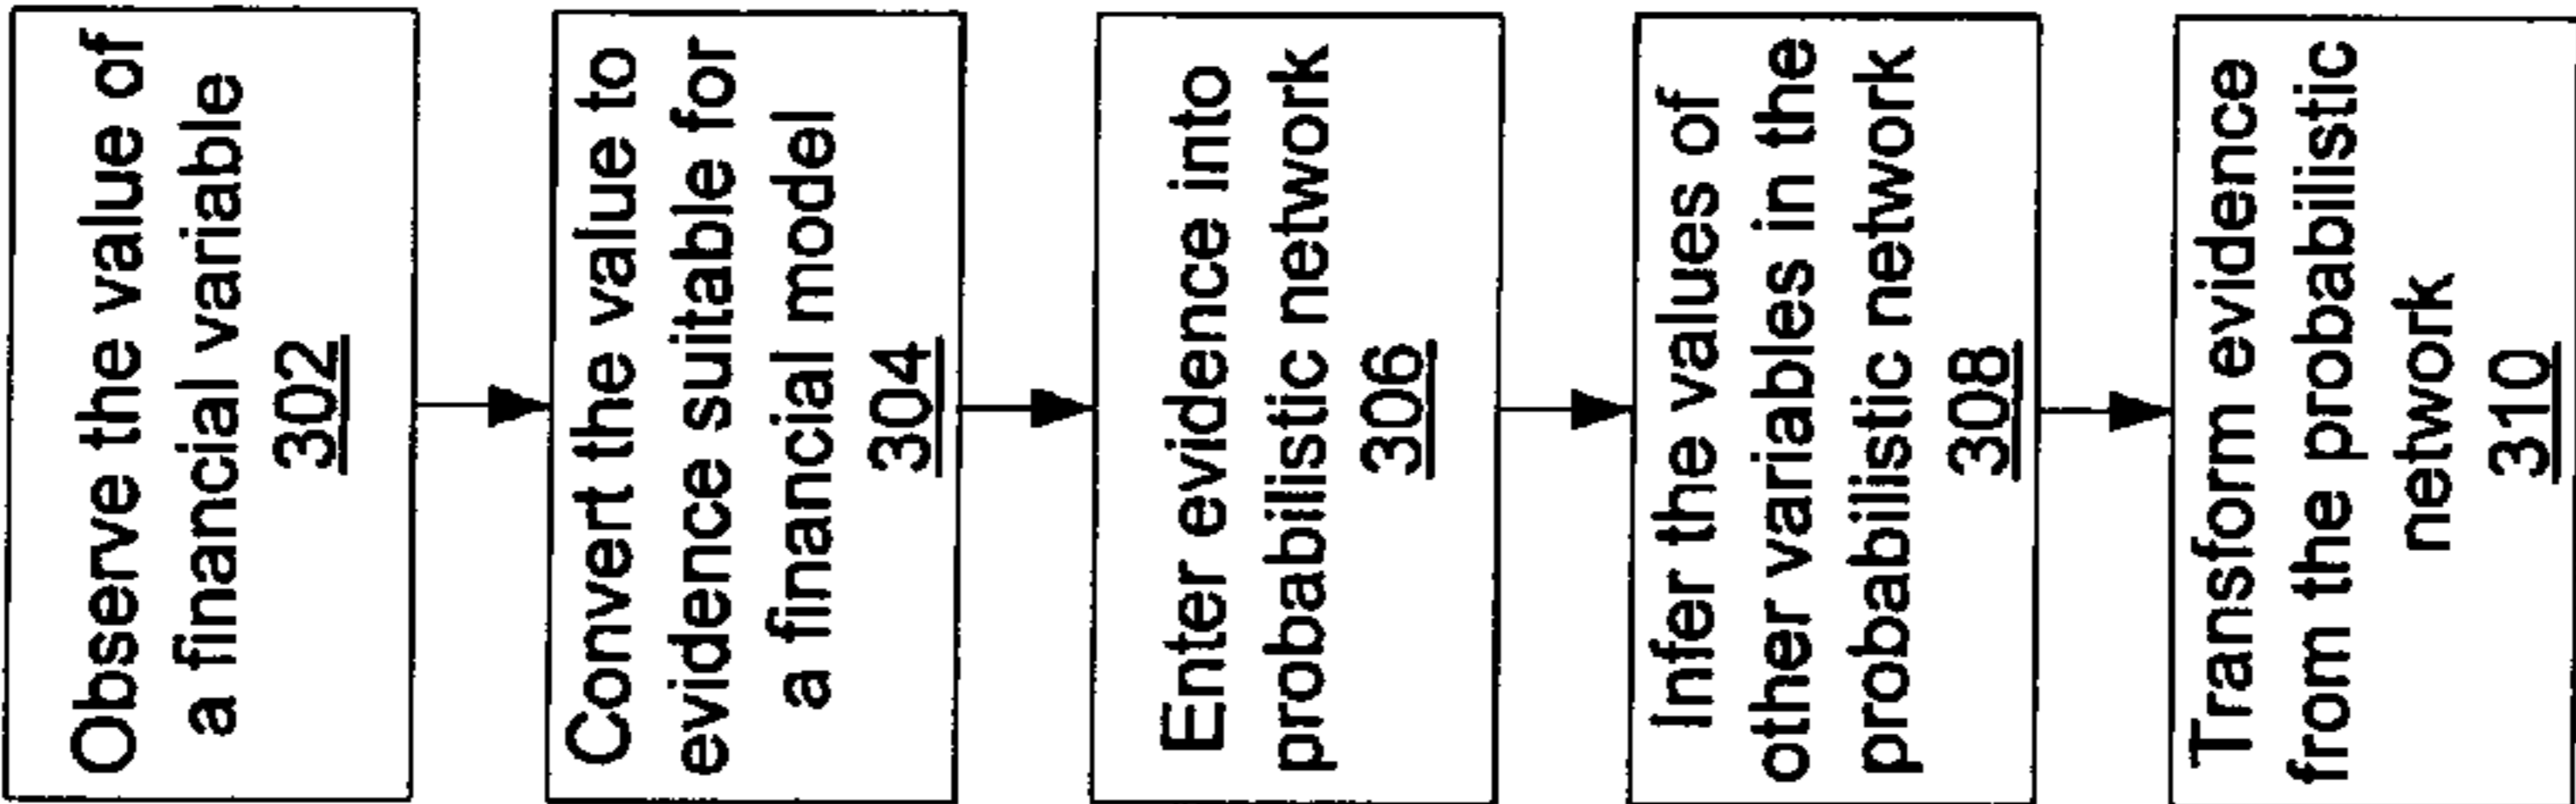 Observe the value of
a financial variable
302
Convert the value to
evidence suitable for
a financial model
304
Enter evidence into
probabilistic network
306
Infer the values of
other variables in the
probabilistic network
308
Transform evidence
from the probabilistic
network
310